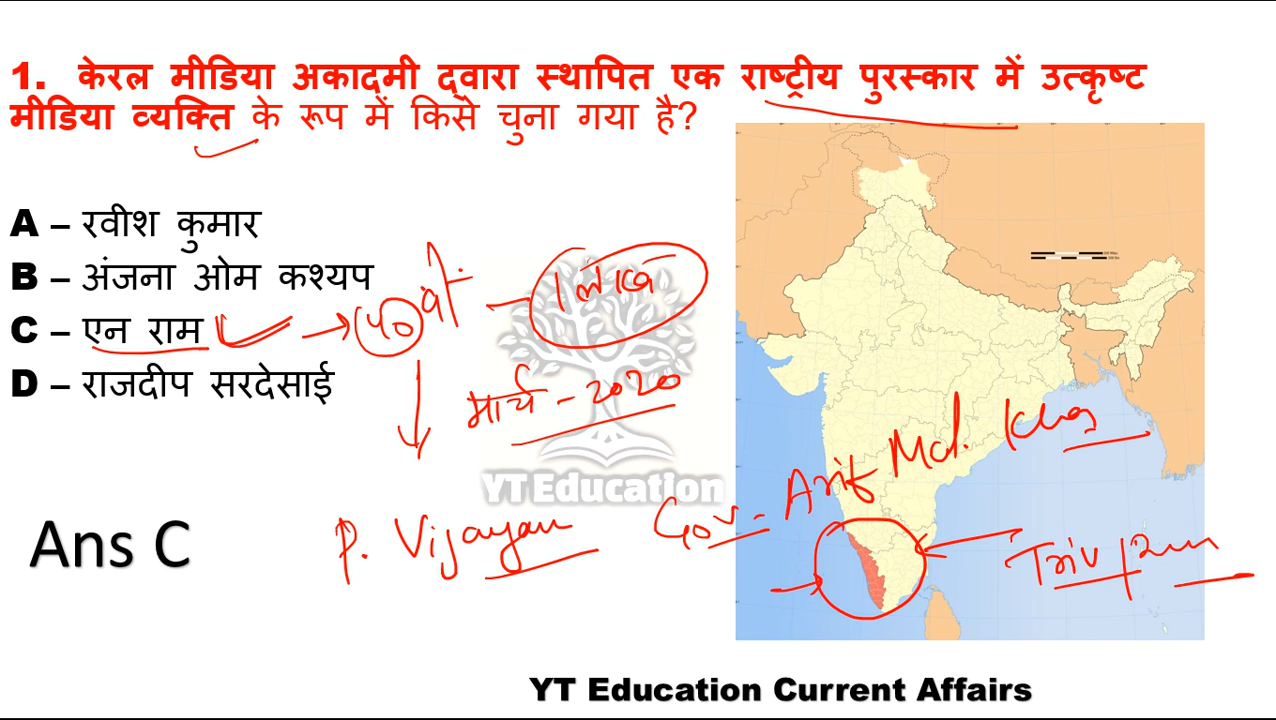 1. केरल मीडिया अकादमी द्वारा स्थापित एक राष्ट्रीय पुरस्कार में उत्कृष्ट
मीडिया व्यक्ति के रूप में किसे चुना गया है?
A – रवीश कुमार
B – अंजना ओम कश्यप
C – एन राम
D – राजदीप सरदेसाई
मार्च - 2020
YT Education
Ans C
P. Vijayan
Gov - Arif Md. Khan
Trivandrum
YT Education Current Affairs